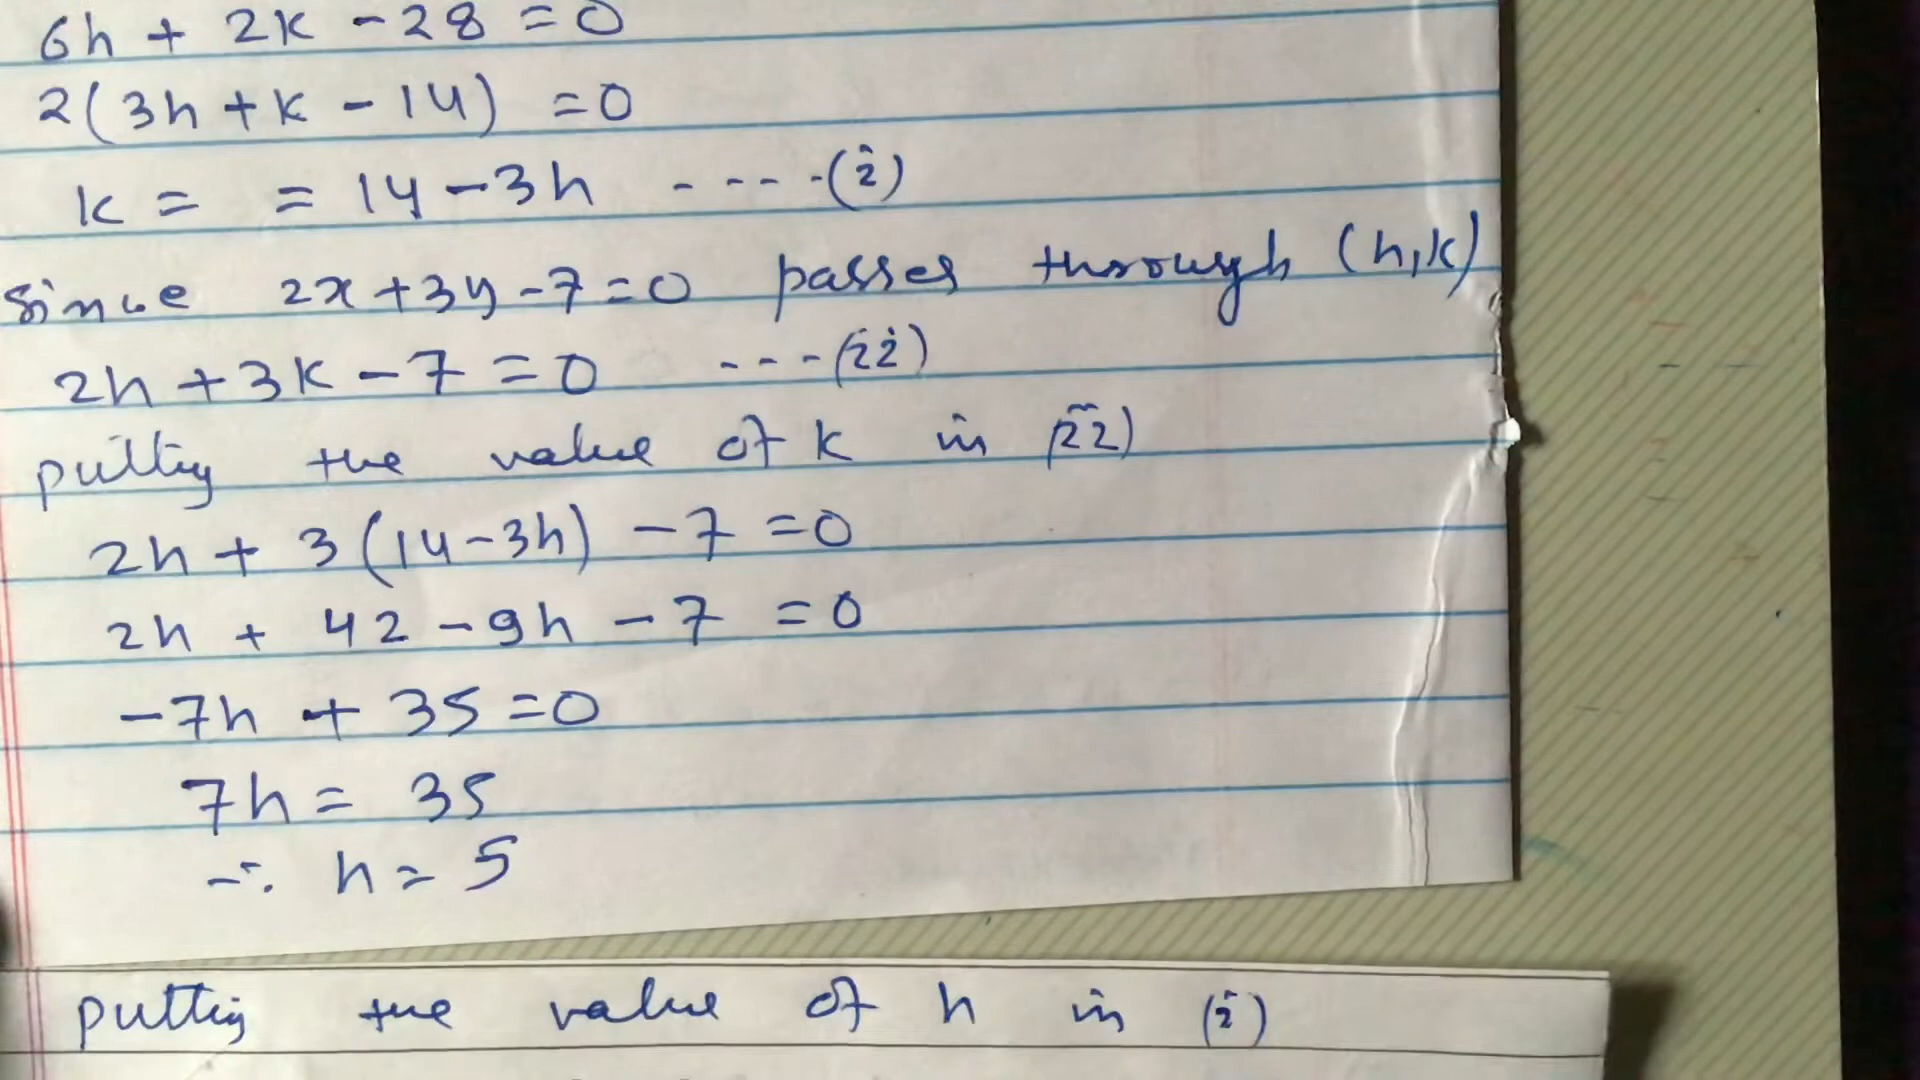 6h + 2k - 28 = 0
2(3h + k - 14) = 0
k = = 14 - 3h ----(i)
Since 2x + 3y - 7 = 0 passes through (h,k)
2h + 3k - 7 = 0 ---(ii)
putting the value of k in (ii)
2h + 3(14 - 3h) - 7 = 0
2h + 42 - 9h - 7 = 0
-7h + 35 = 0
7h = 35
∴ h = 5
putting the value of h in (i)